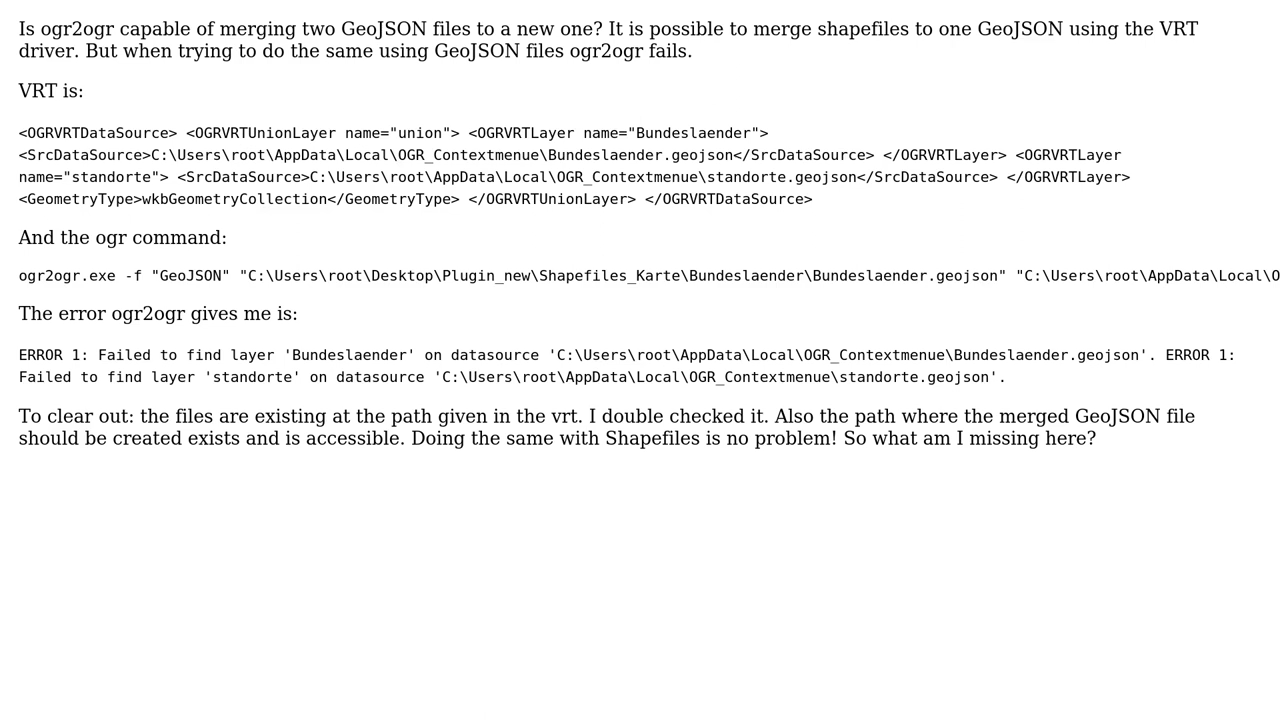 Is ogr2ogr capable of merging two GeoJSON files to a new one? It is possible to merge shapefiles to one GeoJSON using the VRT
driver. But when trying to do the same using GeoJSON files ogr2ogr fails.
VRT is:
<OGRVRTDataSource> <OGRVRTUnionLayer name="union"> <OGRVRTLayer name="Bundeslaender">
<SrcDataSource>C:\Users\root\AppData\Local\OGR_Contextmenue\Bundeslaender.geojson</SrcDataSource> </OGRVRTLayer> <OGRVRTLayer
name="standorte"> <SrcDataSource>C:\Users\root\AppData\Local\OGR_Contextmenue\standorte.geojson</SrcDataSource> </OGRVRTLayer>
<GeometryType>wkbGeometryCollection</GeometryType> </OGRVRTUnionLayer> </OGRVRTDataSource>
And the ogr command:
ogr2ogr.exe -f "GeoJSON" "C:\Users\root\Desktop\Plugin_new\Shapefiles_Karte\Bundeslaender\Bundeslaender.geojson" "C:\Users\root\AppData\Local\O
The error ogr2ogr gives me is:
ERROR 1: Failed to find layer 'Bundeslaender' on datasource 'C:\Users\root\AppData\Local\OGR_Contextmenue\Bundeslaender.geojson'. ERROR 1:
Failed to find layer 'standorte' on datasource 'C:\Users\root\AppData\Local\OGR_Contextmenue\standorte.geojson'.
To clear out: the files are existing at the path given in the vrt. I double checked it. Also the path where the merged GeoJSON file
should be created exists and is accessible. Doing the same with Shapefiles is no problem! So what am I missing here?